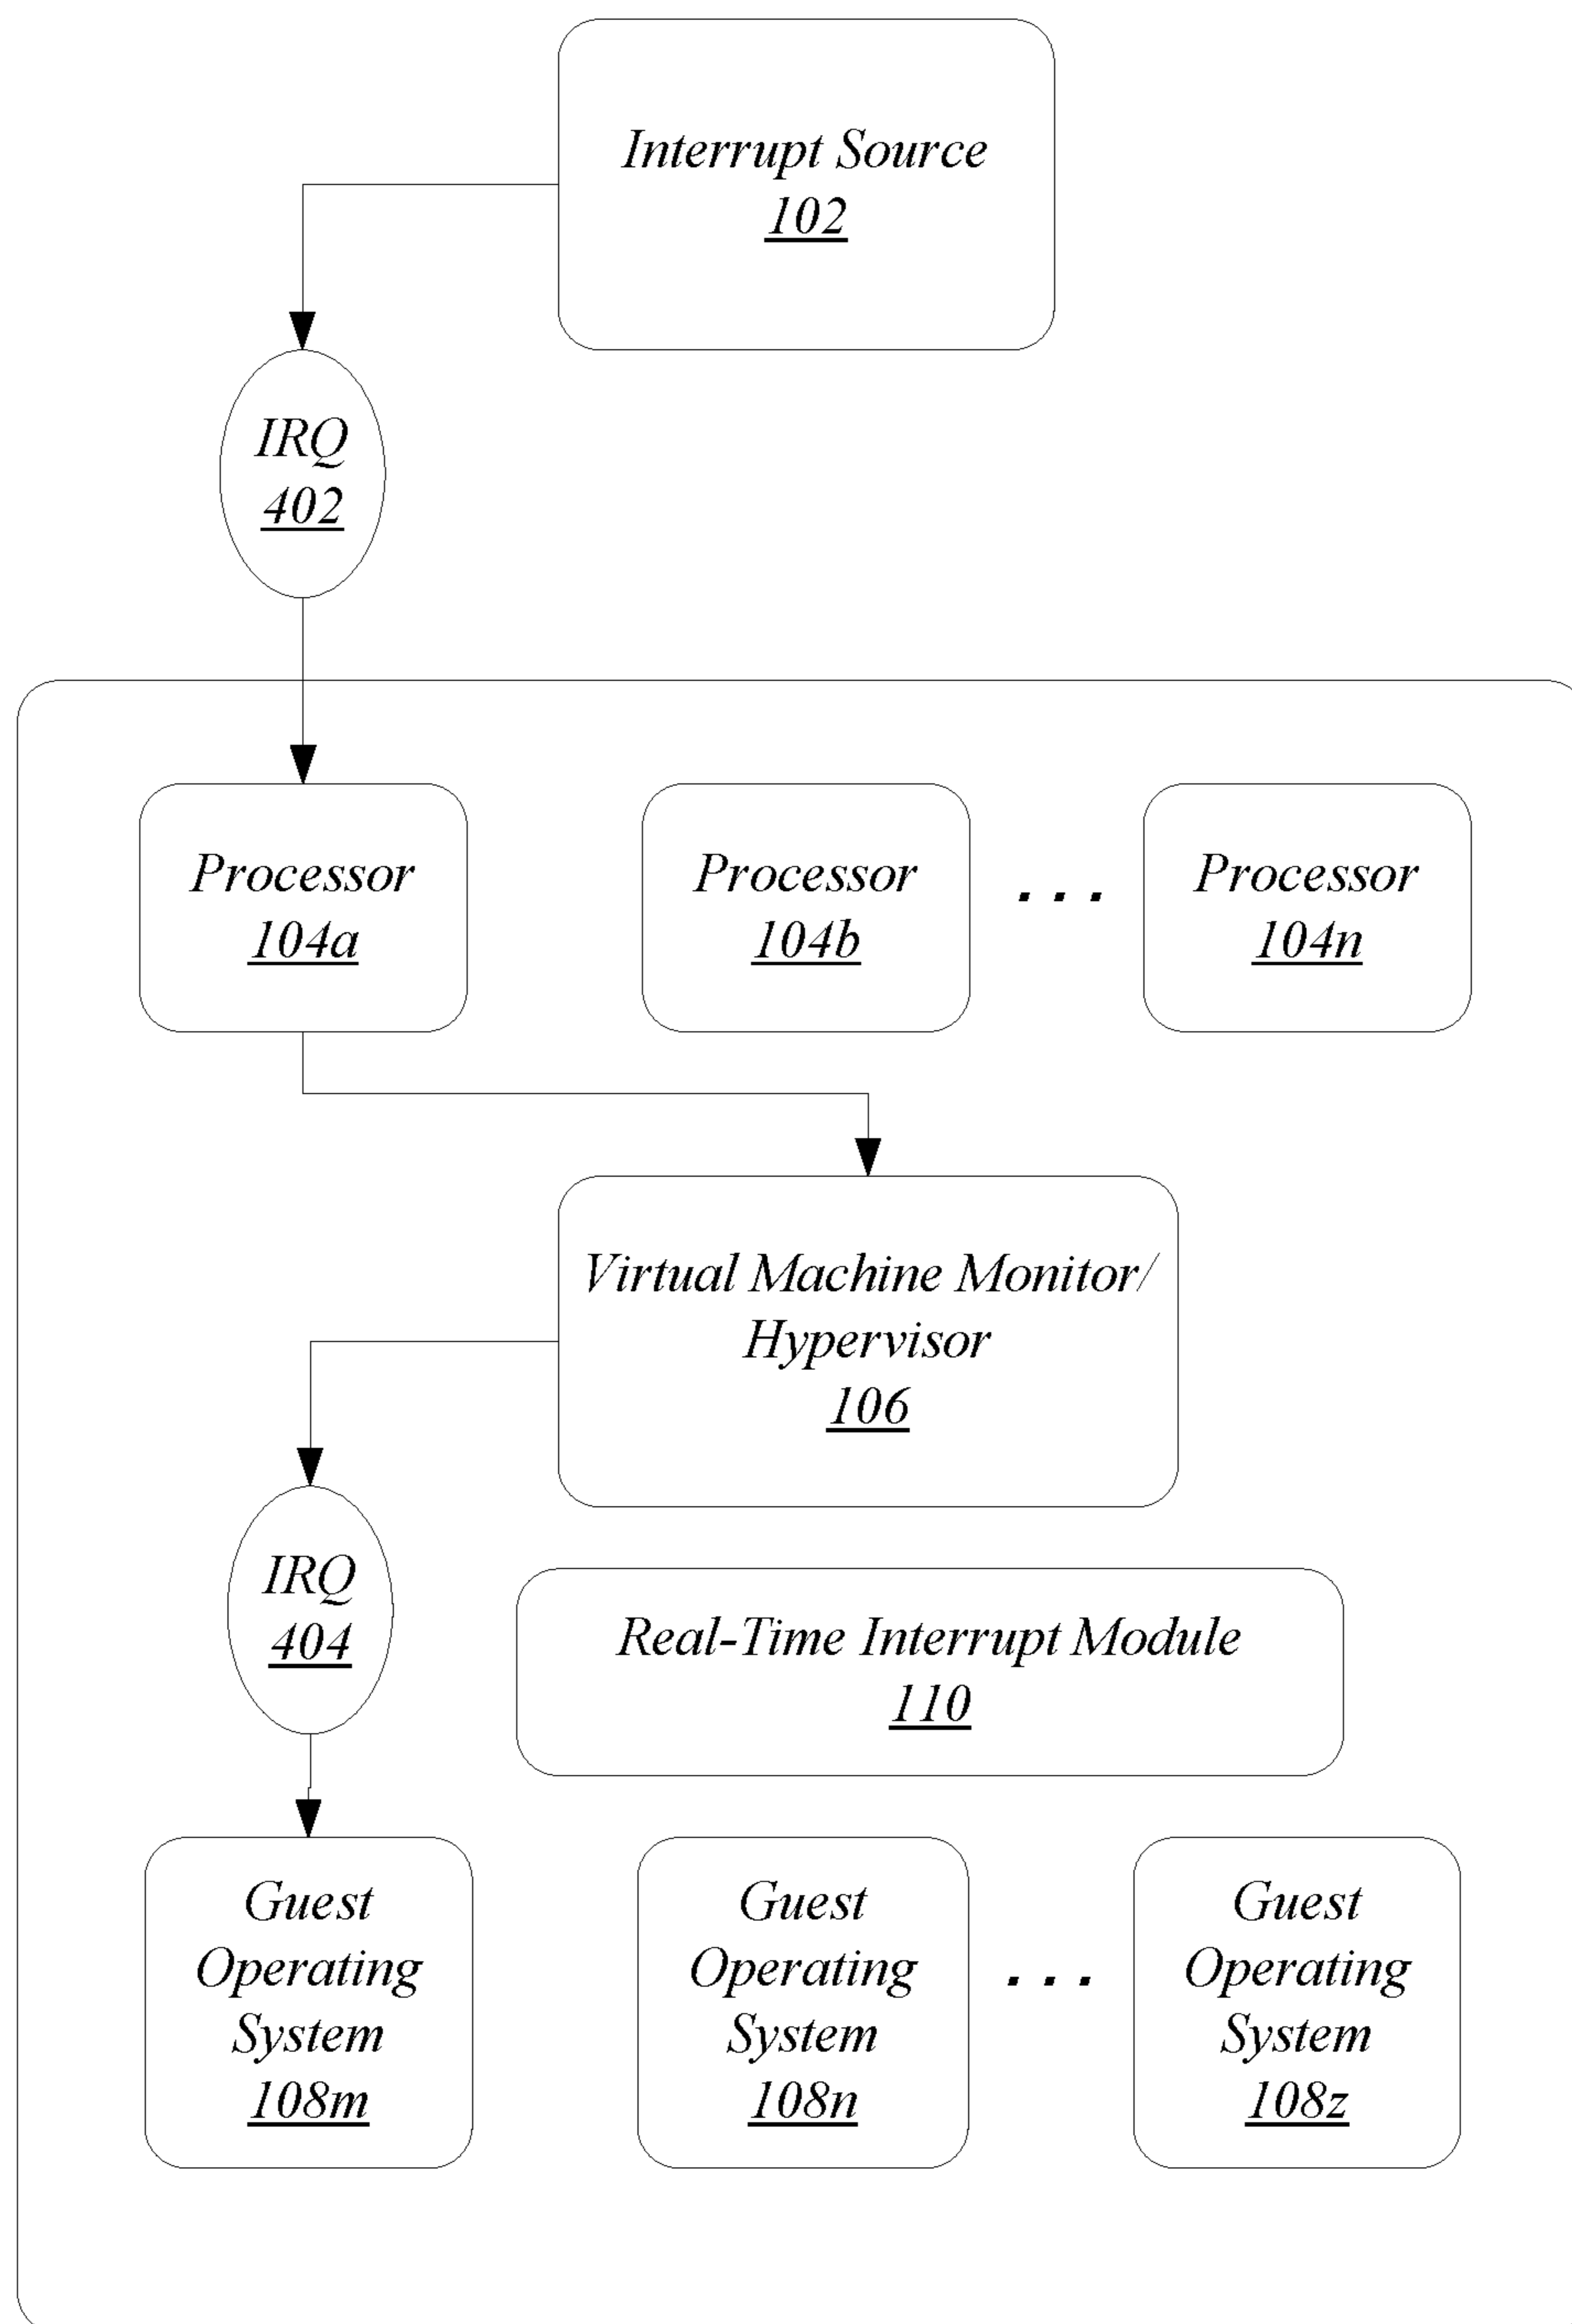 Interrupt Source
102
IRQ
402
Processor
104a
Processor
104b
. . .
Processor
104n
Virtual Machine Monitor/
Hypervisor
106
IRQ
404
Real-Time Interrupt Module
110
Guest
Operating
System
108m
Guest
Operating
System
108n
. . .
Guest
Operating
System
108z